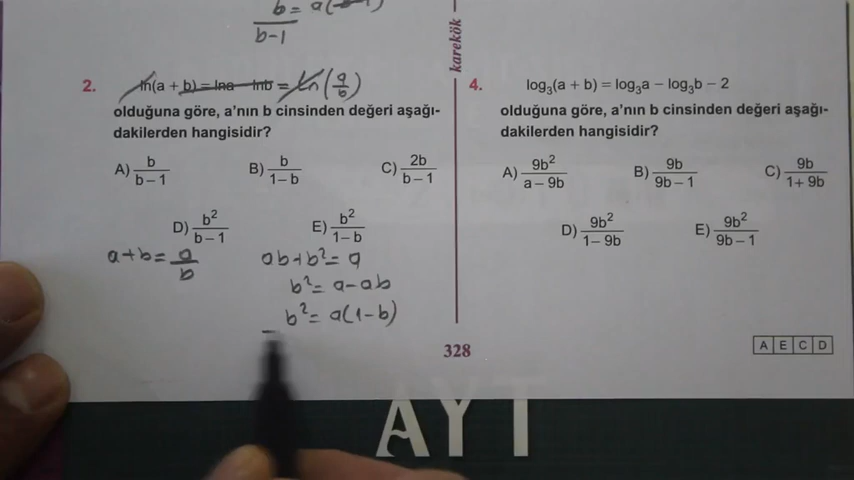 b = a(b-1)
b-1
2. ln(a + b) = lna - lnb = ln(a/b)
olduğuna göre, a'nın b cinsinden değeri aşağı-
dakilerden hangisidir?
A) b/b-1 B) b/1-b C) 2b/b-1
D) b²/b-1 E) b²/1-b
a+b = a/b
ab+b² = a
b² = a-ab
b² = a(1-b)
karekök
4. log₃(a + b) = log₃a - log₃b - 2
olduğuna göre, a'nın b cinsinden değeri aşağı-
dakilerden hangisidir?
A) 9b²/a-9b B) 9b/9b-1 C) 9b/1+9b
D) 9b²/1-9b E) 9b²/9b-1
328
A E C D
AYT